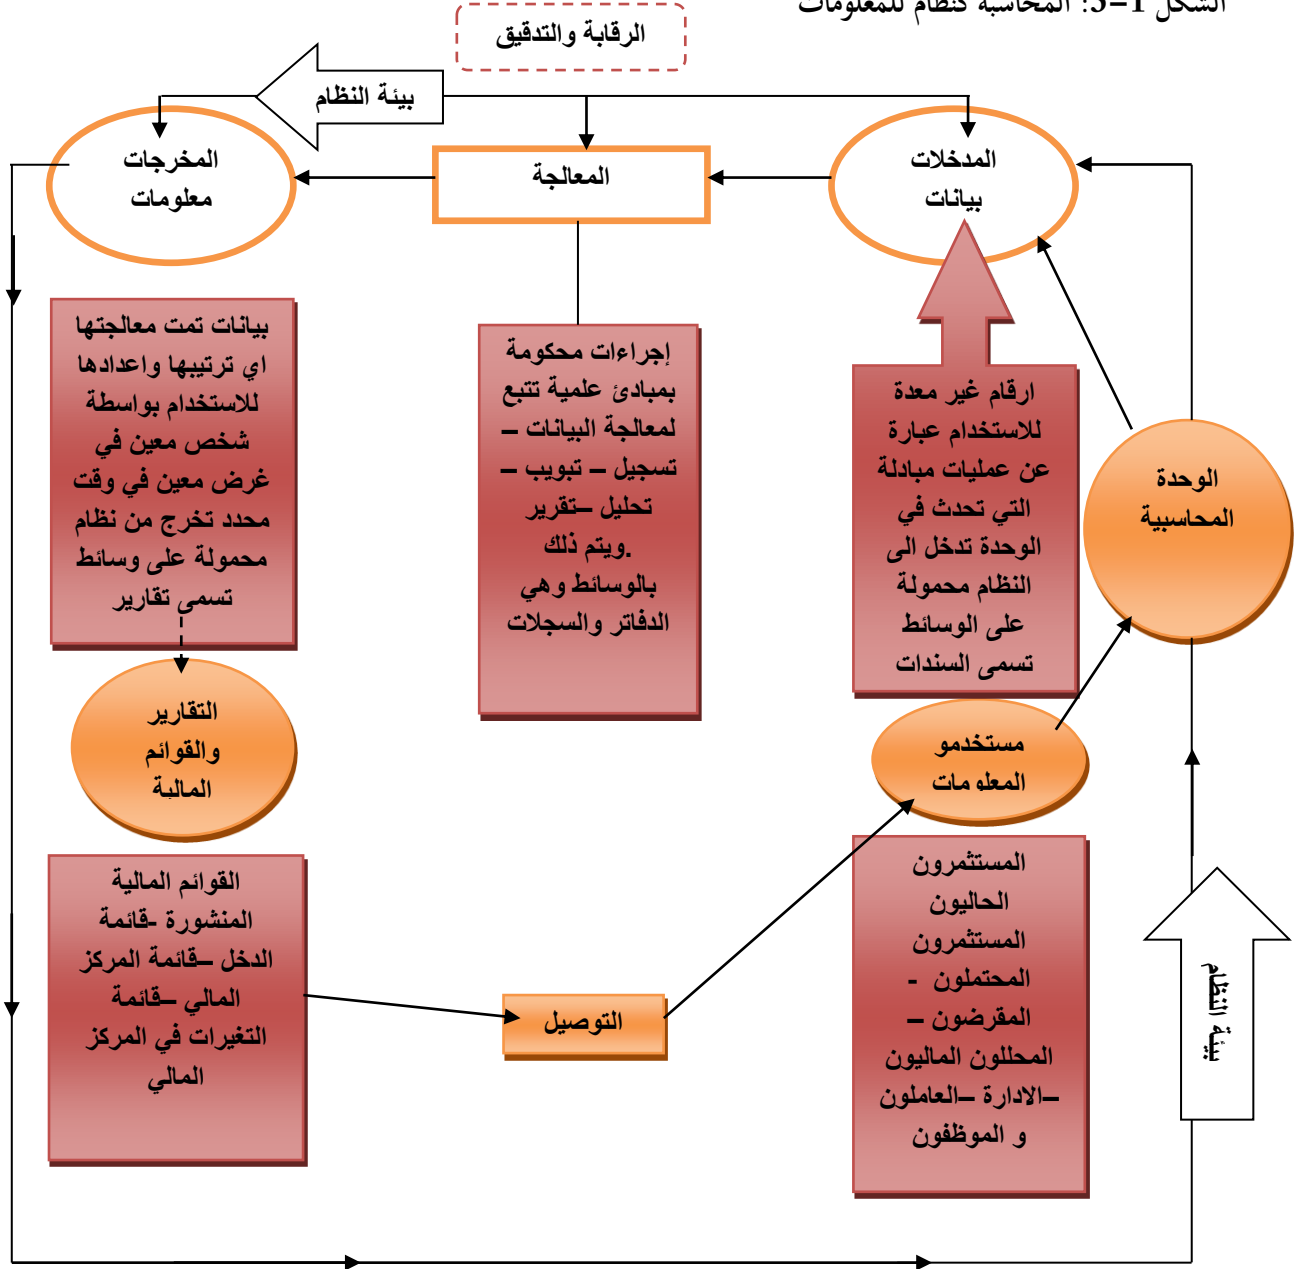 الشكل 1–5: المحاسبة كنظام للمعلومات
الرقابة والتدقيق
بيئة النظام
المدخلات
بيانات
المعالجة
المخرجات
معلومات
الوحدة
المحاسبية
ارقام غير معدة
للاستخدام عبارة
عن عمليات مبادلة
التي تحدث في
الوحدة تدخل الى
النظام محمولة
على الوسائط
تسمى السندات
إجراءات محكومة
بمبادئ علمية تتبع
لمعالجة البيانات –
تسجيل – تبويب –
تحليل –تقرير
.ويتم ذلك
بالوسائط وهي
الدفاتر والسجلات
بيانات تمت معالجتها
اي ترتيبها واعدادها
للاستخدام بواسطة
شخص معين في
غرض معين في وقت
محدد تخرج من نظام
محمولة على وسائط
تسمى تقارير
مستخدمو
المعلومات
التقارير
والقوائم
المالية
المستثمرون
الحاليون
المستثمرون
المحتملون -
المقرضون –
المحللون الماليون
–الادارة –العاملون
و الموظفون
التوصيل
القوائم المالية
المنشورة -قائمة
الدخل –قائمة المركز
المالي –قائمة
التغيرات في المركز
المالي
بيئة النظام